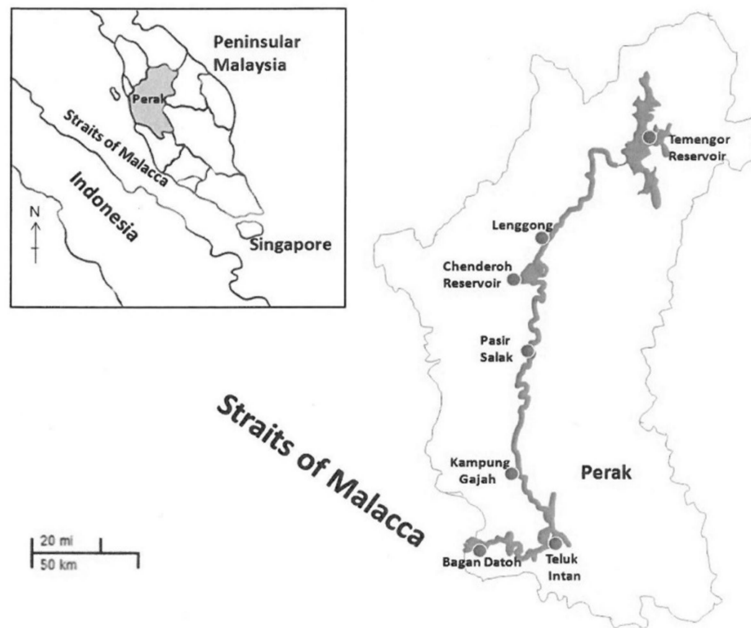 Peninsular
Malaysia
Perak
Straits of Malacca
Indonesia
N
Singapore
Temengor
Reservoir
Lenggong
Chenderoh
Reservoir
Pasir
Salak
Straits of Malacca
Kampung
Gajah
Perak
20 mi
50 km
Bagan Datoh
Teluk
Intan